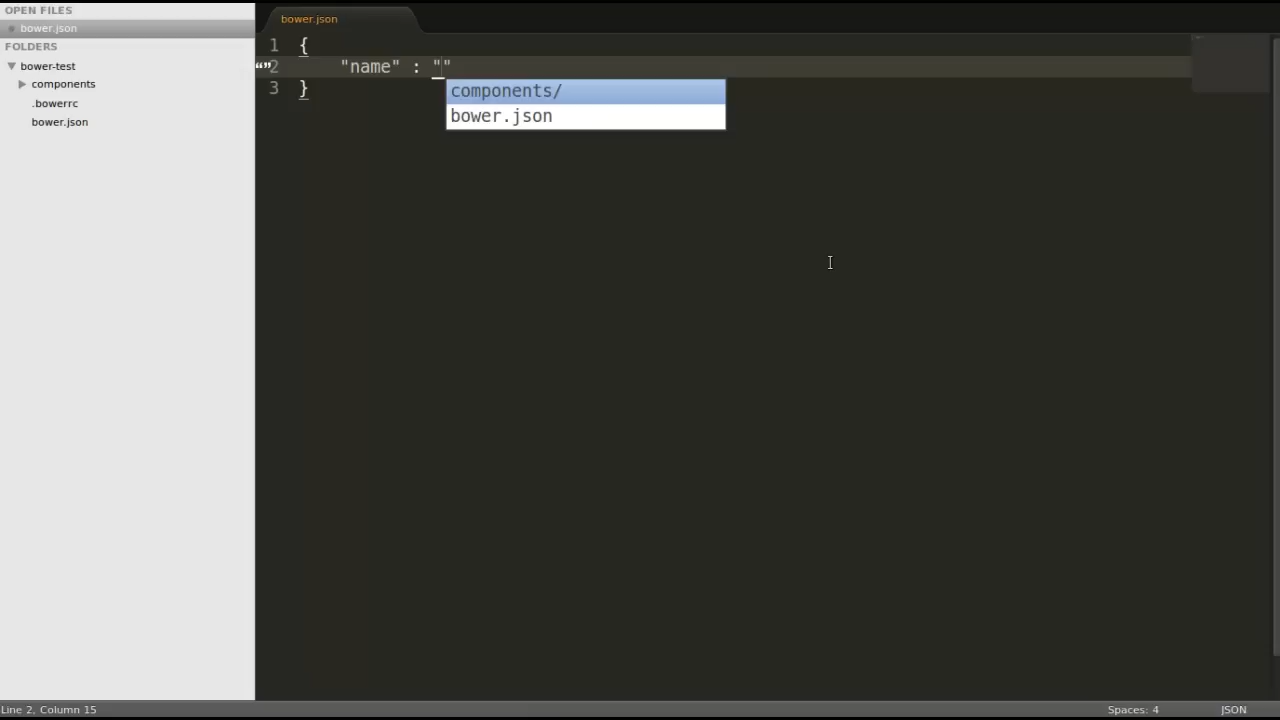 OPEN FILES
bower.json
FOLDERS
bower-test
components
.bowerrc
bower.json
bower.json
1 {
2 "name" : ""
3 }
components/
bower.json
Line 2, Column 15
Spaces: 4
JSON